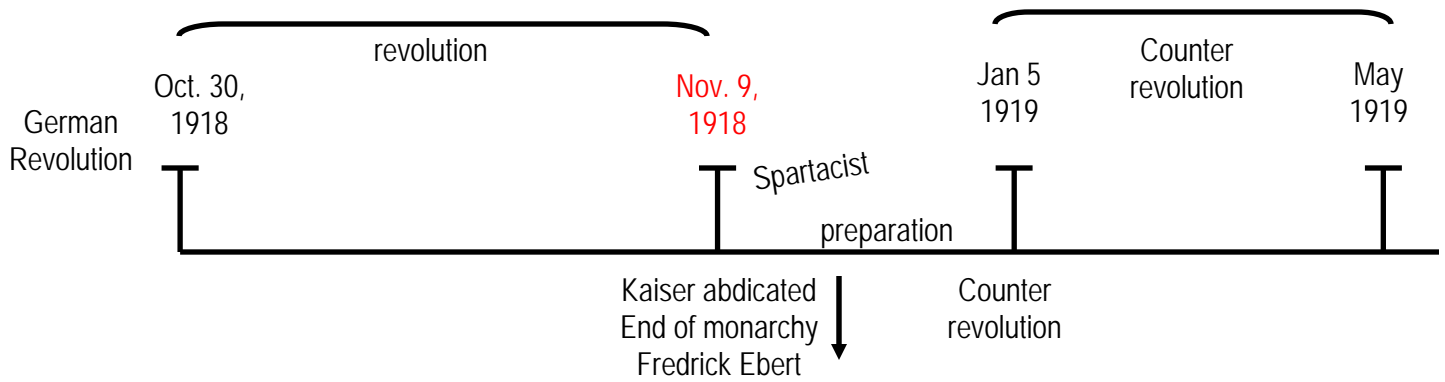 revolution
Counter
revolution
Oct. 30,
1918
Nov. 9,
1918
Jan 5
1919
May
1919
German
Revolution
Spartacist
preparation
Kaiser abdicated
End of monarchy
Fredrick Ebert
Counter
revolution